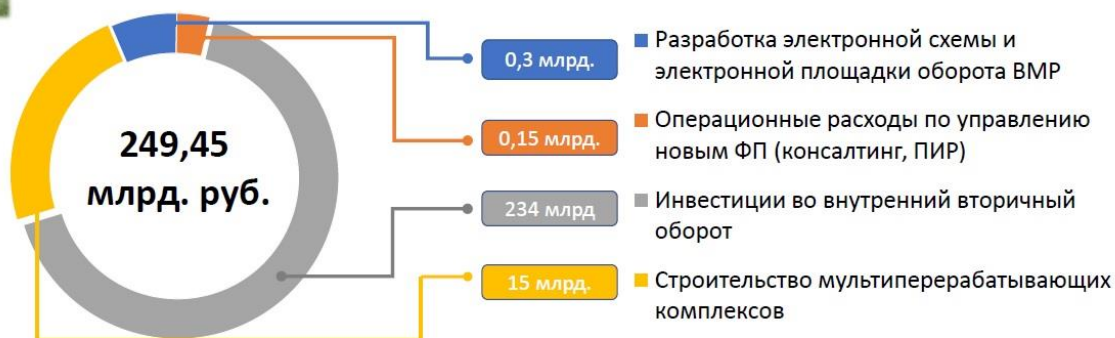 249,45
млрд. руб.
0,3 млрд.
Разработка электронной схемы и
электронной площадки оборота ВМР
0,15 млрд.
Операционные расходы по управлению
новым ФП (консалтинг, ПИР)
234 млрд
Инвестиции во внутренний вторичный
оборот
15 млрд.
Строительство мультиперерабатывающих
комплексов